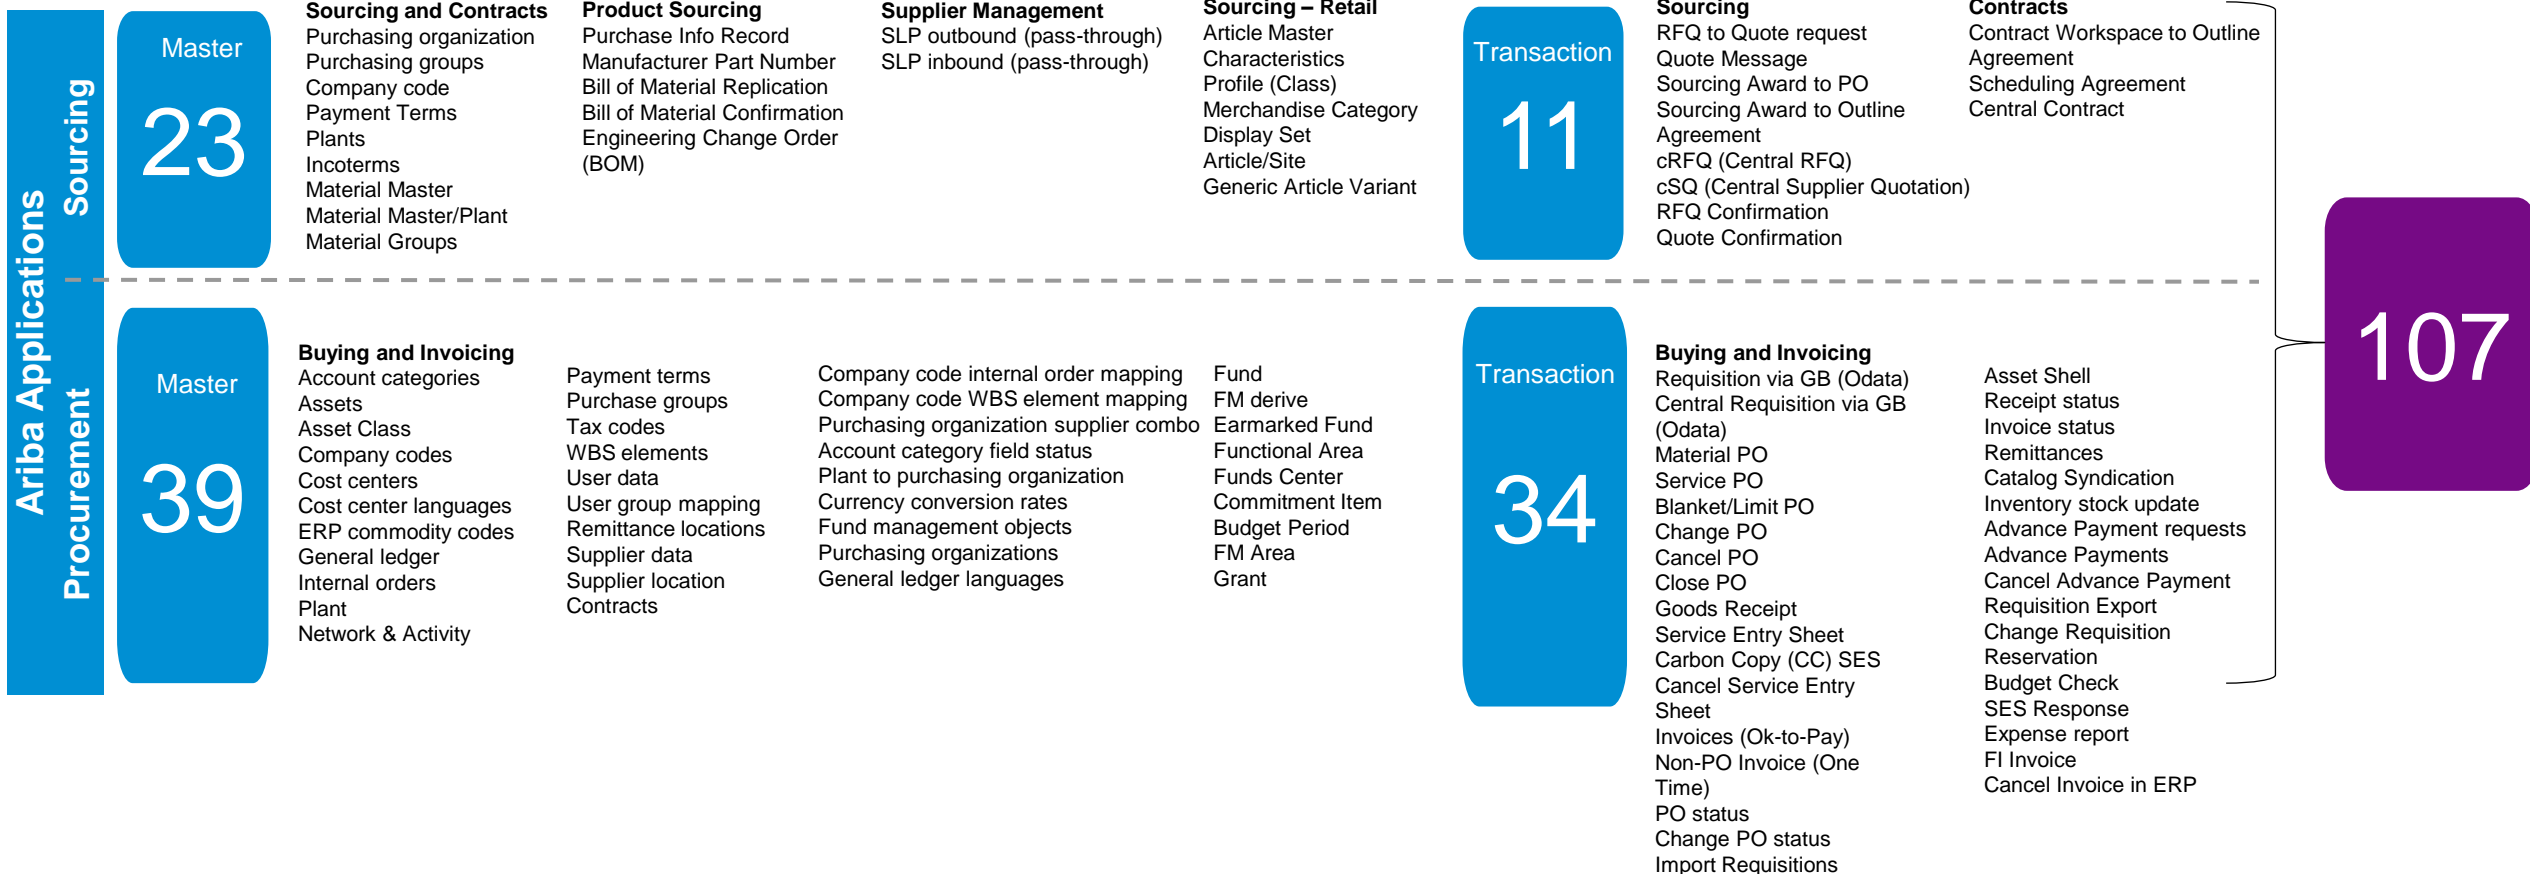 Ariba Applications
Sourcing
Master
23
Sourcing and Contracts
Purchasing organization
Purchasing groups
Company code
Payment Terms
Plants
Incoterms
Material Master
Material Master/Plant
Material Groups
Product Sourcing
Purchase Info Record
Manufacturer Part Number
Bill of Material Replication
Bill of Material Confirmation
Engineering Change Order
(BOM)
Supplier Management
SLP outbound (pass-through)
SLP inbound (pass-through)
Sourcing – Retail
Article Master
Characteristics
Profile (Class)
Merchandise Category
Display Set
Article/Site
Generic Article Variant
Transaction
11
Sourcing
RFQ to Quote request
Quote Message
Sourcing Award to PO
Sourcing Award to Outline
Agreement
cRFQ (Central RFQ)
cSQ (Central Supplier Quotation)
RFQ Confirmation
Quote Confirmation
Contracts
Contract Workspace to Outline
Agreement
Scheduling Agreement
Central Contract
Procurement
Master
39
Buying and Invoicing
Account categories
Assets
Asset Class
Company codes
Cost centers
Cost center languages
ERP commodity codes
General ledger
Internal orders
Plant
Network & Activity
Payment terms
Purchase groups
Tax codes
WBS elements
User data
User group mapping
Remittance locations
Supplier data
Supplier location
Contracts
Company code internal order mapping
Company code WBS element mapping
Purchasing organization supplier combo
Account category field status
Plant to purchasing organization
Currency conversion rates
Fund management objects
Purchasing organizations
General ledger languages
Fund
FM derive
Earmarked Fund
Functional Area
Funds Center
Commitment Item
Budget Period
FM Area
Grant
Transaction
34
Buying and Invoicing
Requisition via GB (Odata)
Central Requisition via GB
(Odata)
Material PO
Service PO
Blanket/Limit PO
Change PO
Cancel PO
Close PO
Goods Receipt
Service Entry Sheet
Carbon Copy (CC) SES
Cancel Service Entry
Sheet
Invoices (Ok-to-Pay)
Non-PO Invoice (One
Time)
PO status
Change PO status
Import Requisitions
Asset Shell
Receipt status
Invoice status
Remittances
Catalog Syndication
Inventory stock update
Advance Payment requests
Advance Payments
Cancel Advance Payment
Requisition Export
Change Requisition
Reservation
Budget Check
SES Response
Expense report
FI Invoice
Cancel Invoice in ERP
107